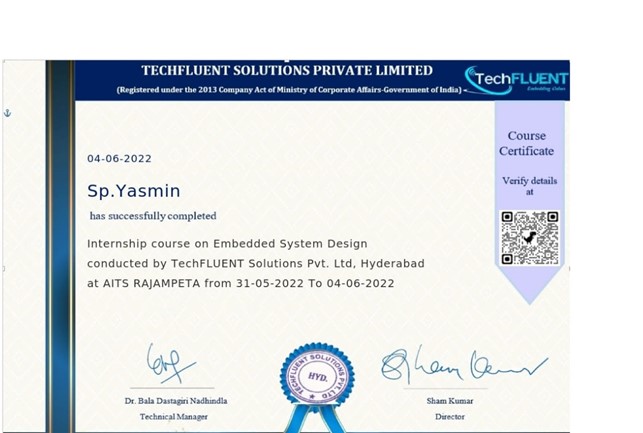 TECHFLUENT SOLUTIONS PRIVATE LIMITED
(Registered under the 2013 Company Act of Ministry of Corporate Affairs-Government of India)
TechFLUENT
Embedding Values
Course
Certificate
Verify details
at
04-06-2022
Sp.Yasmin
has successfully completed
Internship course on Embedded System Design
conducted by TechFLUENT Solutions Pvt. Ltd, Hyderabad
at AITS RAJAMPETA from 31-05-2022 To 04-06-2022
TECHFLUENT SOLUTIONS PVT. LTD
HYD.
Dr. Bala Dastagiri Nadhindla
Technical Manager
Sham Kumar
Director